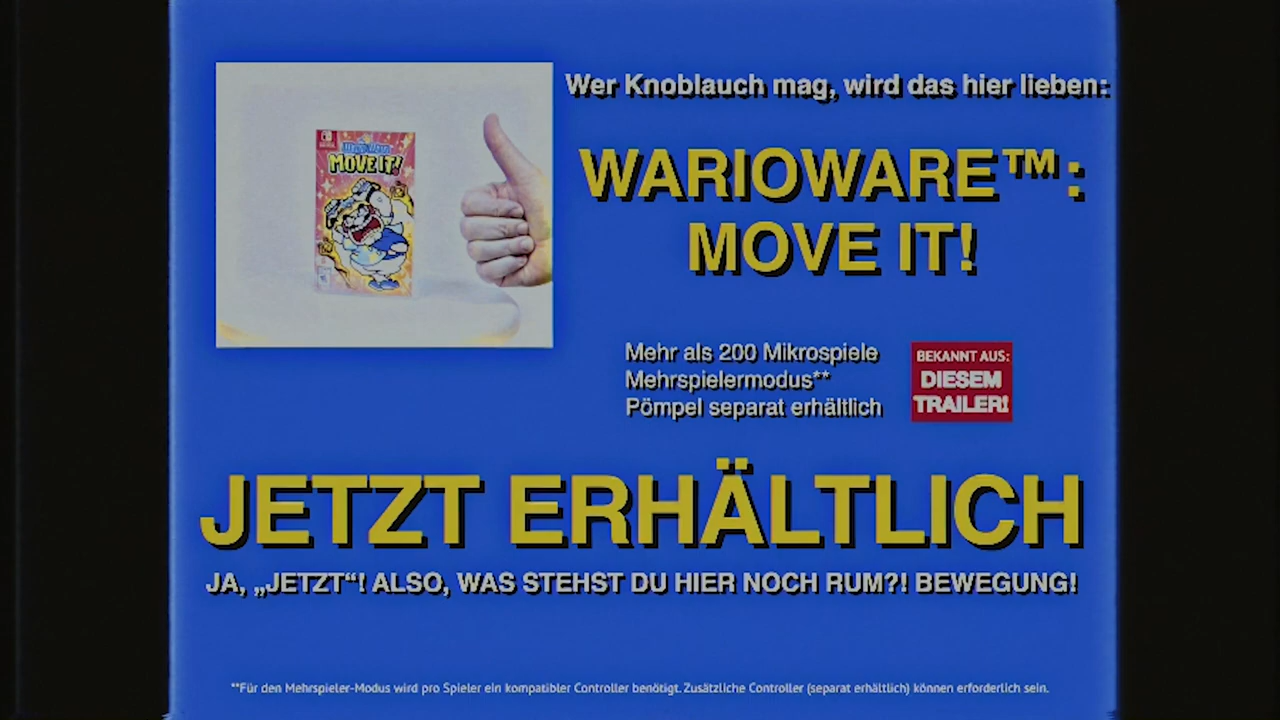 Wer Knoblauch mag, wird das hier lieben:
WARIOWARE™:
MOVE IT!
MOVE IT!
Mehr als 200 Mikrospiele
Mehrspielermodus**
Pömpel separat erhältlich
BEKANNT AUS:
DIESEM
TRAILER!
JETZT ERHÄLTLICH
JA, „JETZT“! ALSO, WAS STEHST DU HIER NOCH RUM?! BEWEGUNG!
**Für den Mehrspieler-Modus wird pro Spieler ein kompatibler Controller benötigt. Zusätzliche Controller (separat erhältlich) können erforderlich sein.